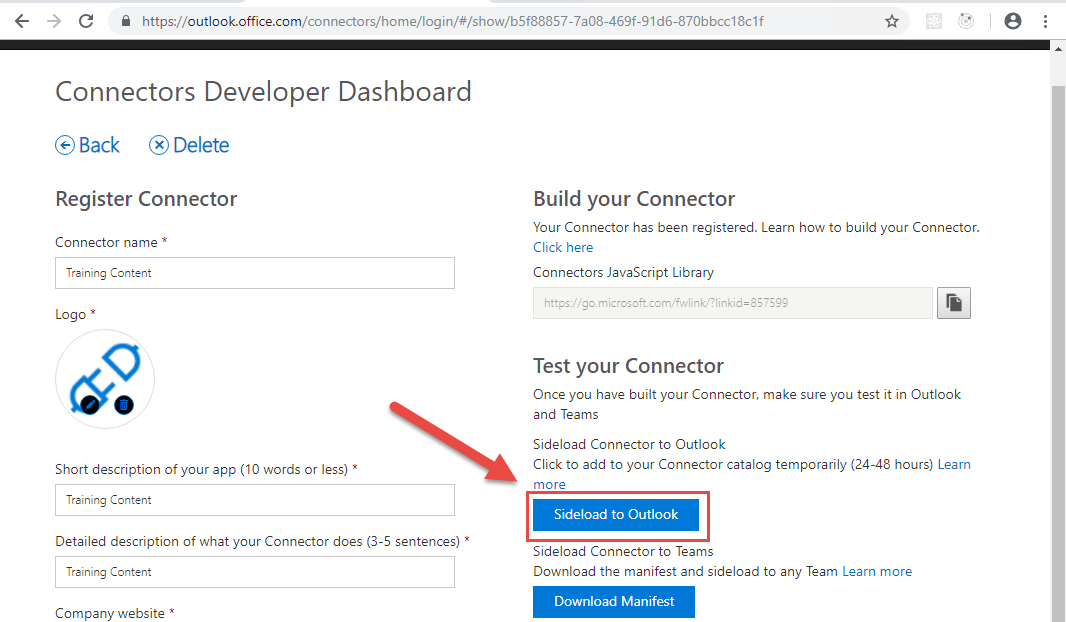 https://outlook.office.com/connectors/home/login/#/show/b5f88857-7a08-469f-91d6-870bbcc18c1f
Connectors Developer Dashboard
Back
Delete
Register Connector
Connector name *
Training Content
Logo *
Short description of your app (10 words or less) *
Training Content
Detailed description of what your Connector does (3-5 sentences) *
Training Content
Company website *
Build your Connector
Your Connector has been registered. Learn how to build your Connector.
Click here
Connectors JavaScript Library
https://go.microsoft.com/fwlink/?linkid=857599
Test your Connector
Once you have built your Connector, make sure you test it in Outlook
and Teams
Sideload Connector to Outlook
Click to add to your Connector catalog temporarily (24-48 hours) Learn
more
Sideload to Outlook
Sideload Connector to Teams
Download the manifest and sideload to any Team Learn more
Download Manifest